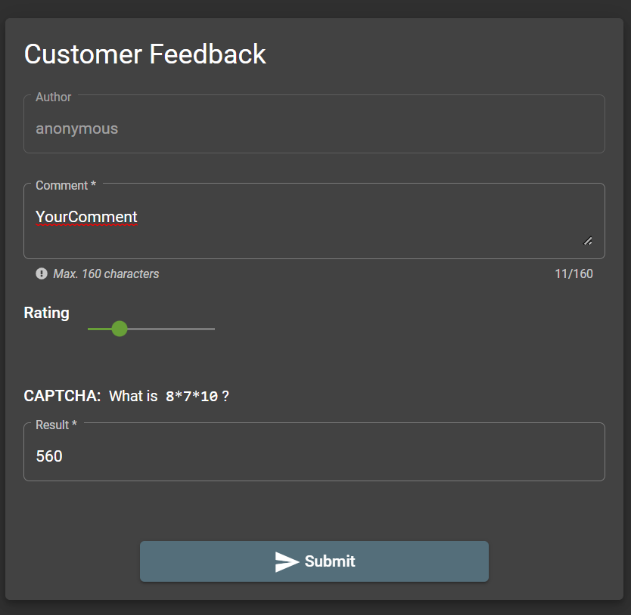 Customer Feedback
Author
anonymous
Comment *
YourComment
Max. 160 characters 11/160
Rating
CAPTCHA: What is 8*7*10 ?
Result *
560
Submit